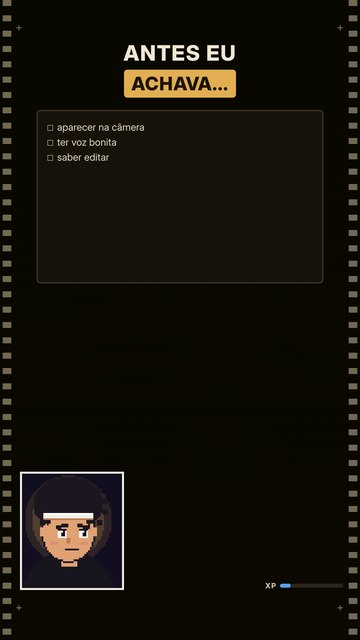 ANTES EU
ACHAVA...
☐ aparecer na câmera
☐ ter voz bonita
☐ saber editar
XP